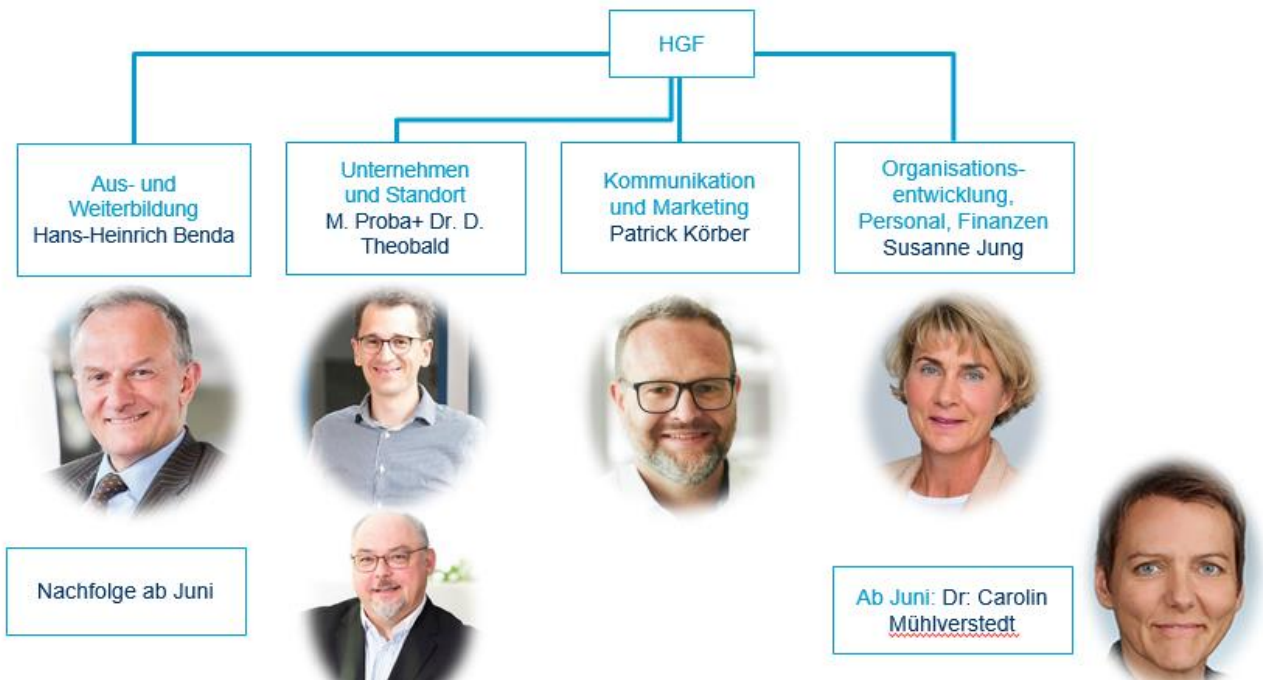 HGF
Aus- und
Weiterbildung
Hans-Heinrich Benda
Unternehmen
und Standort
M. Proba+ Dr. D.
Theobald
Kommunikation
und Marketing
Patrick Körber
Organisations-
entwicklung,
Personal, Finanzen
Susanne Jung
Nachfolge ab Juni
Ab Juni: Dr: Carolin
Mühlverstedt